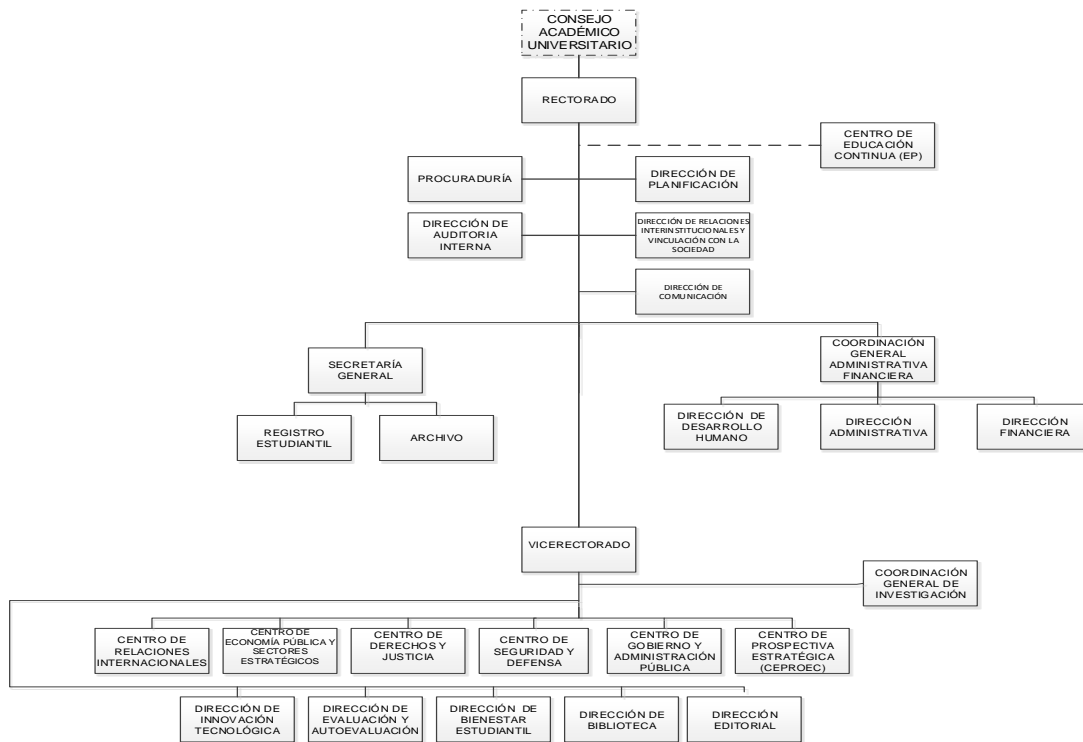 CONSEJO
ACADÉMICO
UNIVERSITARIO
RECTORADO
CENTRO DE
EDUCACIÓN
CONTINUA (EP)
PROCURADURÍA
DIRECCIÓN DE
PLANIFICACIÓN
DIRECCIÓN DE
AUDITORIA
INTERNA
DIRECCIÓN DE RELACIONES
INTERINSTITUCIONALES Y
VINCULACIÓN CON LA
SOCIEDAD
DIRECCIÓN DE
COMUNICACIÓN
SECRETARÍA
GENERAL
COORDINACIÓN
GENERAL
ADMINISTRATIVA
FINANCIERA
REGISTRO
ESTUDIANTIL
ARCHIVO
DIRECCIÓN DE
DESARROLLO
HUMANO
DIRECCIÓN
ADMINISTRATIVA
DIRECCIÓN
FINANCIERA
VICERECTORADO
COORDINACIÓN
GENERAL DE
INVESTIGACIÓN
CENTRO DE
RELACIONES
INTERNACIONALES
CENTRO DE
ECONOMÍA PÚBLICA Y
SECTORES
ESTRATÉGICOS
CENTRO DE
DERECHOS Y
JUSTICIA
CENTRO DE
SEGURIDAD Y
DEFENSA
CENTRO DE
GOBIERNO Y
ADMINISTRACIÓN
PÚBLICA
CENTRO DE
PROSPECTIVA
ESTRATÉGICA
(CEPROEC)
DIRECCIÓN DE
INNOVACIÓN
TECNOLÓGICA
DIRECCIÓN DE
EVALUACIÓN Y
AUTOEVALUACIÓN
DIRECCIÓN DE
BIENESTAR
ESTUDIANTIL
DIRECCIÓN DE
BIBLIOTECA
DIRECCIÓN
EDITORIAL